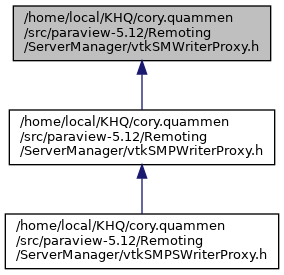 /home/local/KHQ/cory.quammen
/src/paraview-5.12/Remoting
/ServerManager/vtkSMWriterProxy.h
/home/local/KHQ/cory.quammen
/src/paraview-5.12/Remoting
/ServerManager/vtkSMPWriterProxy.h
/home/local/KHQ/cory.quammen
/src/paraview-5.12/Remoting
/ServerManager/vtkSMPSWriterProxy.h